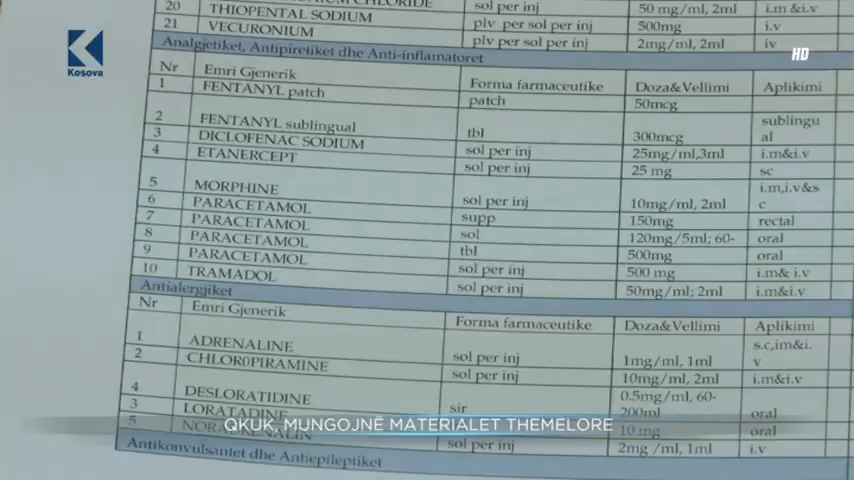 20 CHLORIDE sol per inj 50 mg/ml, 2ml i.m &i.v
21 THIOPENTAL SODIUM plv per sol per inj 500mg i.v
VECURONIUM plv per sol per inj 2mg/ml, 2ml iv
Analgjetiket, Antipiretiket dhe Anti-inflamatoret
Nr Emri Gjenerik Forma farmaceutike Doza&Vellimi Aplikimi
1 FENTANYL patch patch 50mcg
2 FENTANYL sublingual tbl 300mcg sublingu
al
3 DICLOFENAC SODIUM sol per inj 25mg/ml,3ml i.m&i.v
4 ETANERCEPT sol per inj 25 mg sc
5 MORPHINE sol per inj 10mg/ml, 2ml i.m,i.v&s
c
6 PARACETAMOL supp 150mg rectal
7 PARACETAMOL sol 120mg/5ml; 60- oral
8 PARACETAMOL tbl 500mg oral
9 PARACETAMOL sol per inj 500 mg i.m& i.v
10 TRAMADOL sol per inj 50mg/ml; 2ml i.m&i.v
Antialergjiket
Nr Emri Gjenerik Forma farmaceutike Doza&Vellimi Aplikimi
1 ADRENALINE sol per inj 1mg/ml, 1ml s.c,im&i.
v
2 CHLOR0PIRAMINE sol per inj 10mg/ml, 2ml i.m&i.v
4 DESLORATIDINE sir 0.5mg/ml, 60-
200ml oral
3 LORATADINE 10 mg oral
5 NORADRENALIN sol per inj 2mg /ml, 1ml i.v
Antikonvulsantet dhe Antiepileptiket
K
Kosova
HD
QKUK, MUNGOJNË MATERIALET THEMELORE